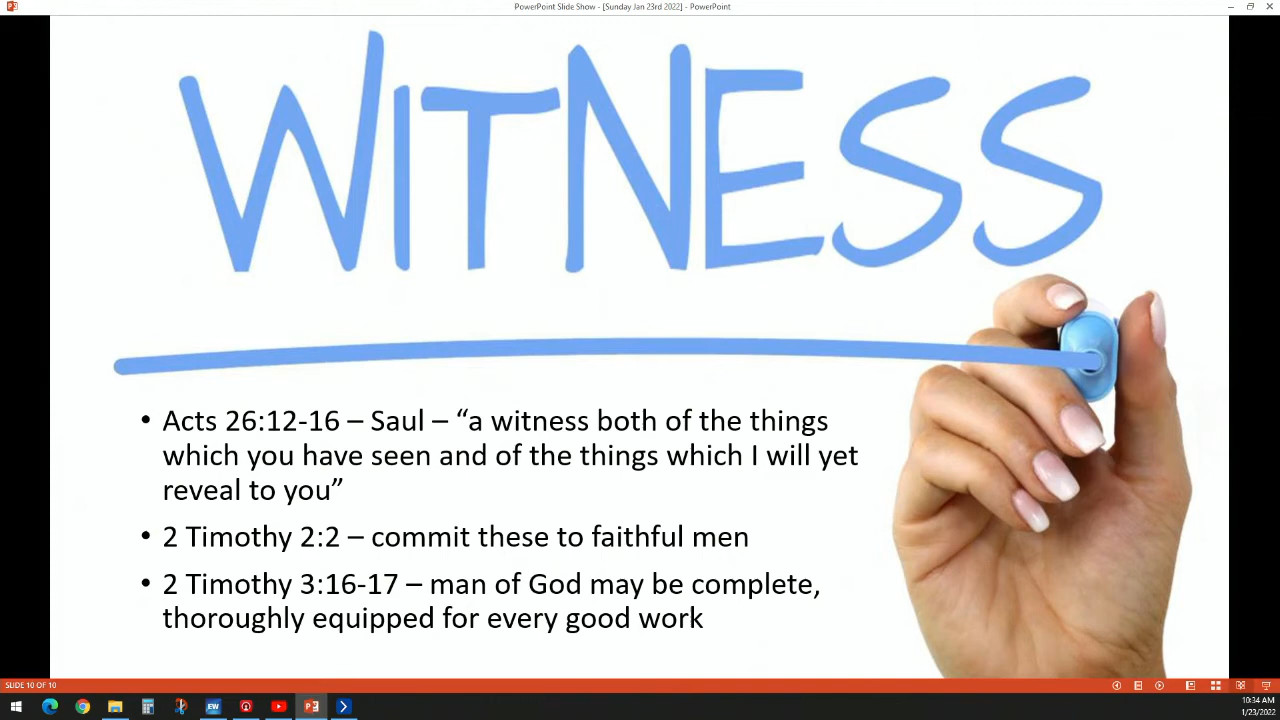 PowerPoint Slide Show - [Sunday Jan 23rd 2022] - PowerPoint
WITNESS
• Acts 26:12-16 – Saul – “a witness both of the things
which you have seen and of the things which I will yet
reveal to you”
• 2 Timothy 2:2 – commit these to faithful men
• 2 Timothy 3:16-17 – man of God may be complete,
thoroughly equipped for every good work
SLIDE 10 OF 10
EW
10:34 AM
1/23/2022